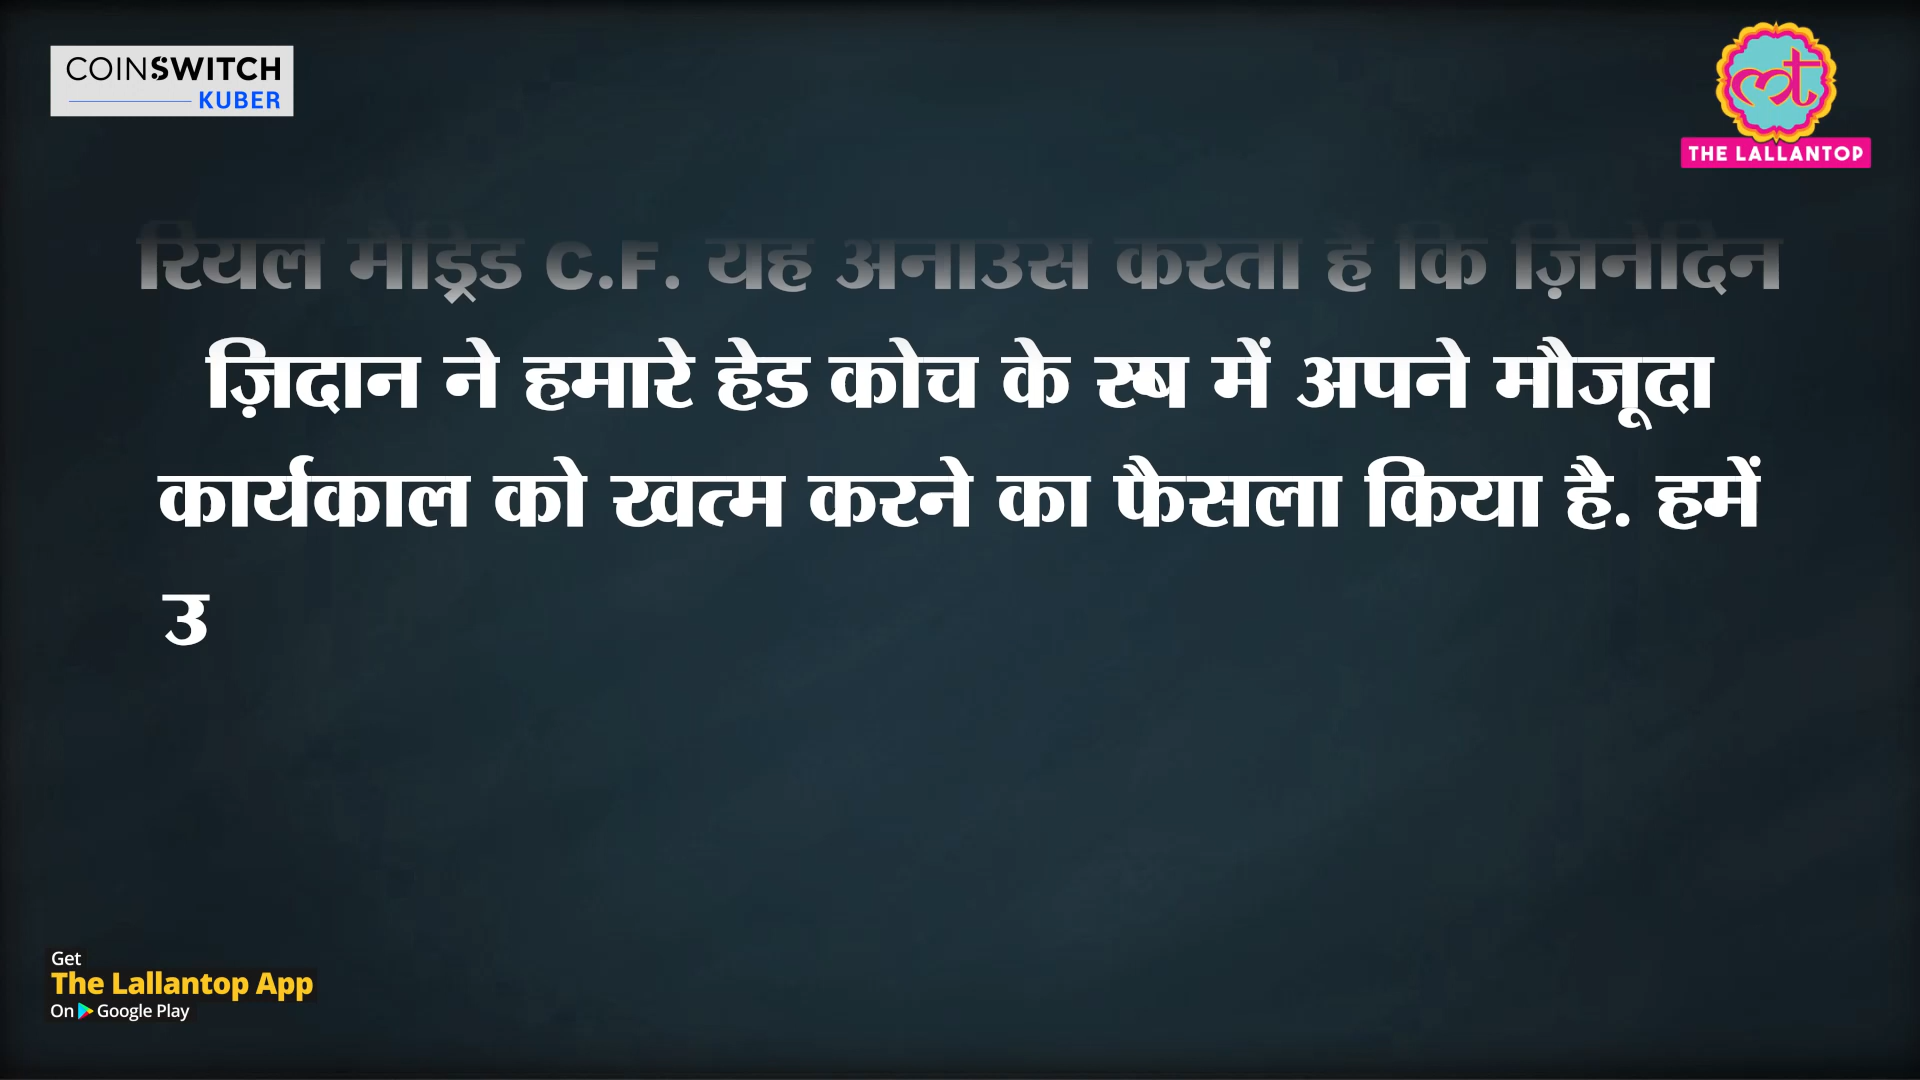 COINSWITCH
KUBER
THE LALLANTOP
रियल मैड्रिड C.F. यह अनाउंस करता है कि ज़िनेदिन
ज़िदान ने हमारे हेड कोच के रूप में अपने मौजूदा
कार्यकाल को खत्म करने का फैसला किया है. हमें
उ
Get
The Lallantop App
On Google Play